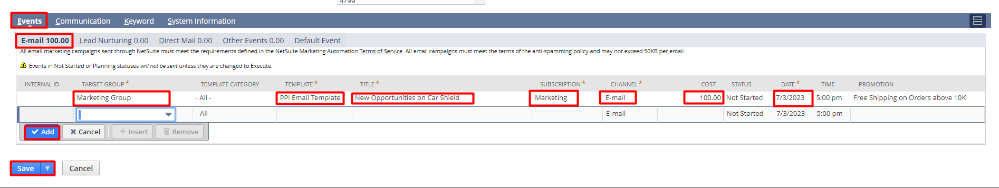 4799
Events Communication Keyword System Information
E-mail 100.00 Lead Nurturing 0.00 Direct Mail 0.00 Other Events 0.00 Default Event
All email marketing campaigns sent through NetSuite must meet the requirements defined in the NetSuite Marketing Automation Terms of Service. All email campaigns must meet the terms of the anti-spamming policy and may not exceed 50KB per email.
Events in Not Started or Planning statuses will not be sent unless they are changed to Execute.
INTERNAL ID TARGET GROUP * TEMPLATE CATEGORY TEMPLATE * TITLE * SUBSCRIPTION * CHANNEL * COST STATUS DATE * TIME PROMOTION
Marketing Group - All - PPI Email Template New Opportunities on Car Shield Marketing E-mail 100.00 Not Started 7/3/2023 5:00 pm Free Shipping on Orders above 10K
- All - E-mail Not Started 7/3/2023 5:00 pm
Add Cancel Insert Remove
Save Cancel